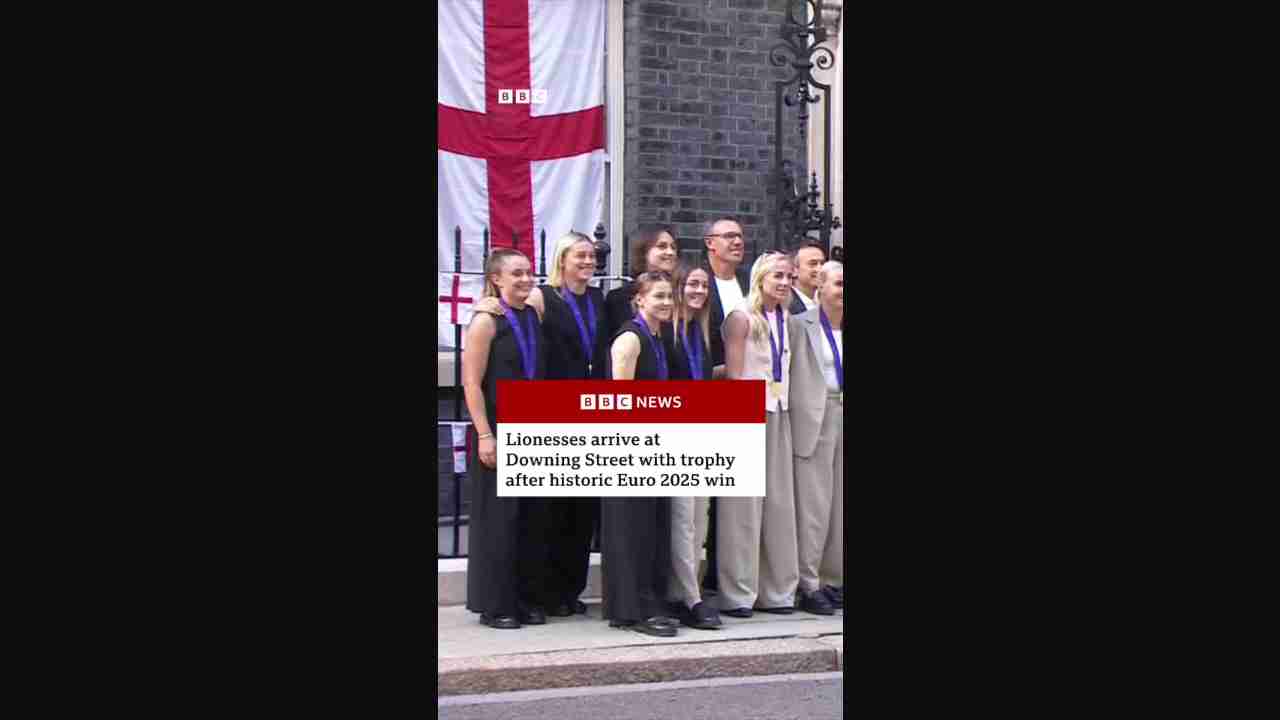 BBC
BBC NEWS
Lionesses arrive at
Downing Street with trophy
after historic Euro 2025 win